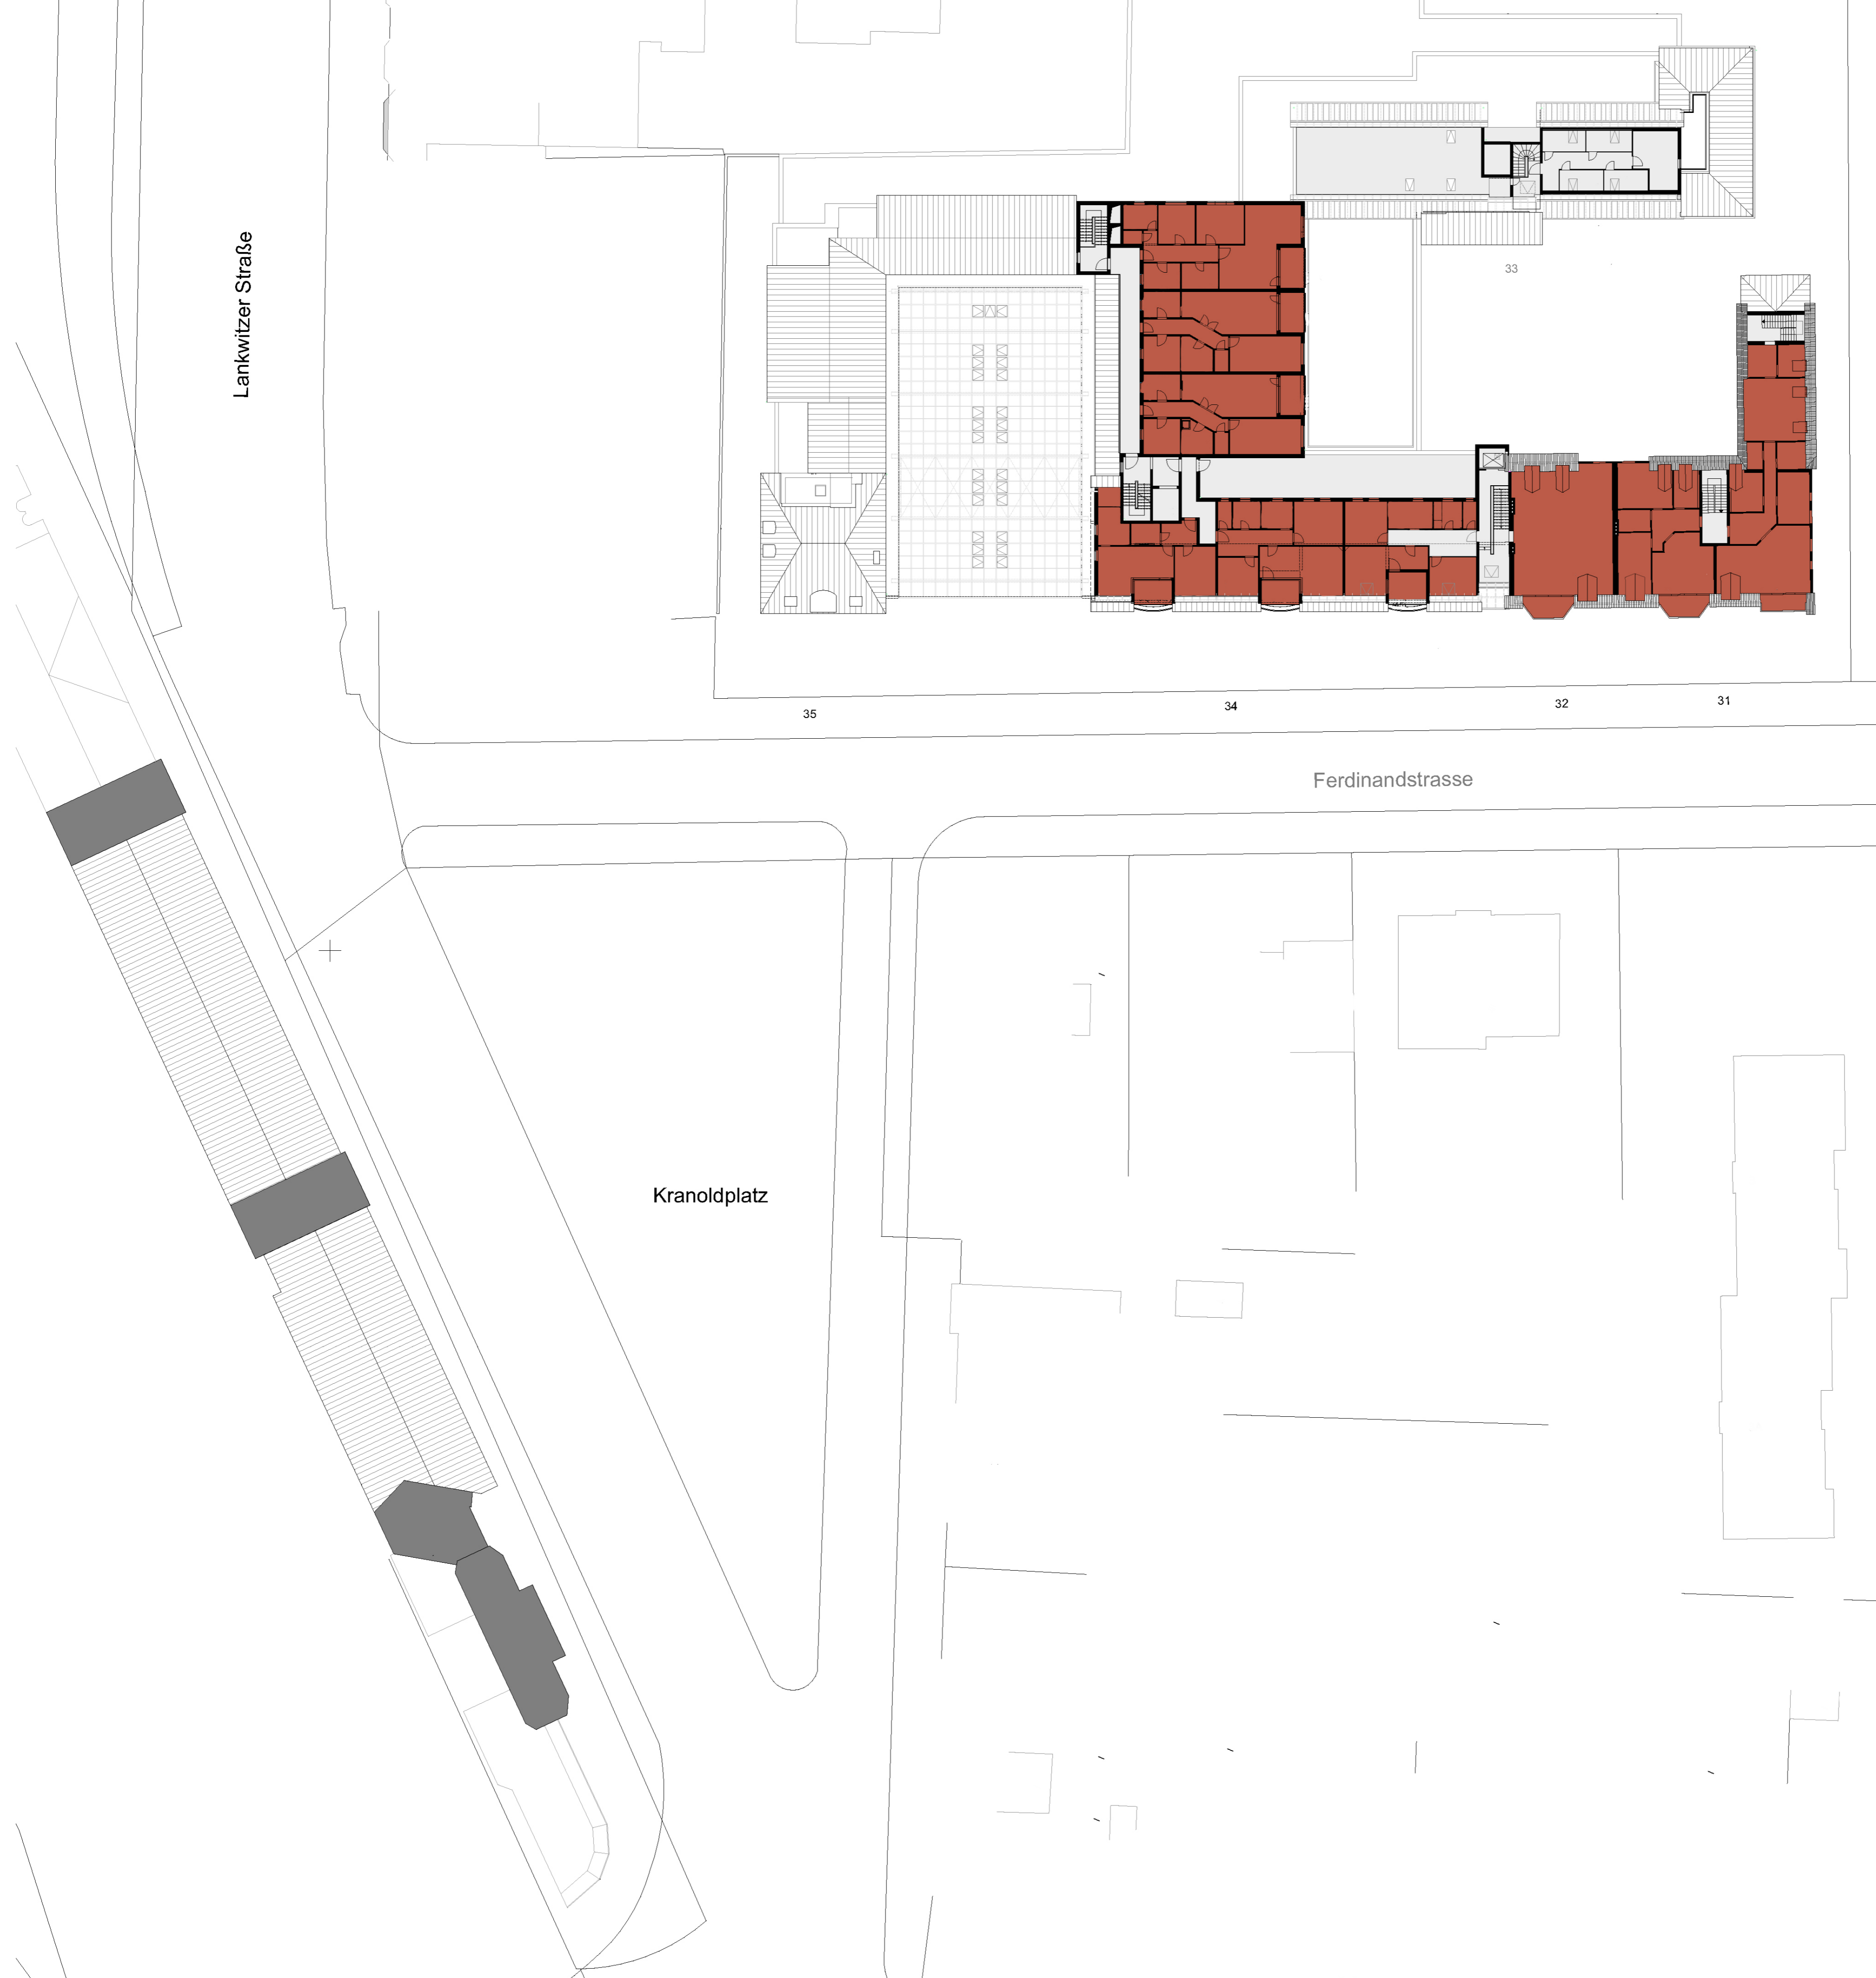 Lankwitzer Straße
33
35
34
32
31
Ferdinandstrasse
Kranoldplatz